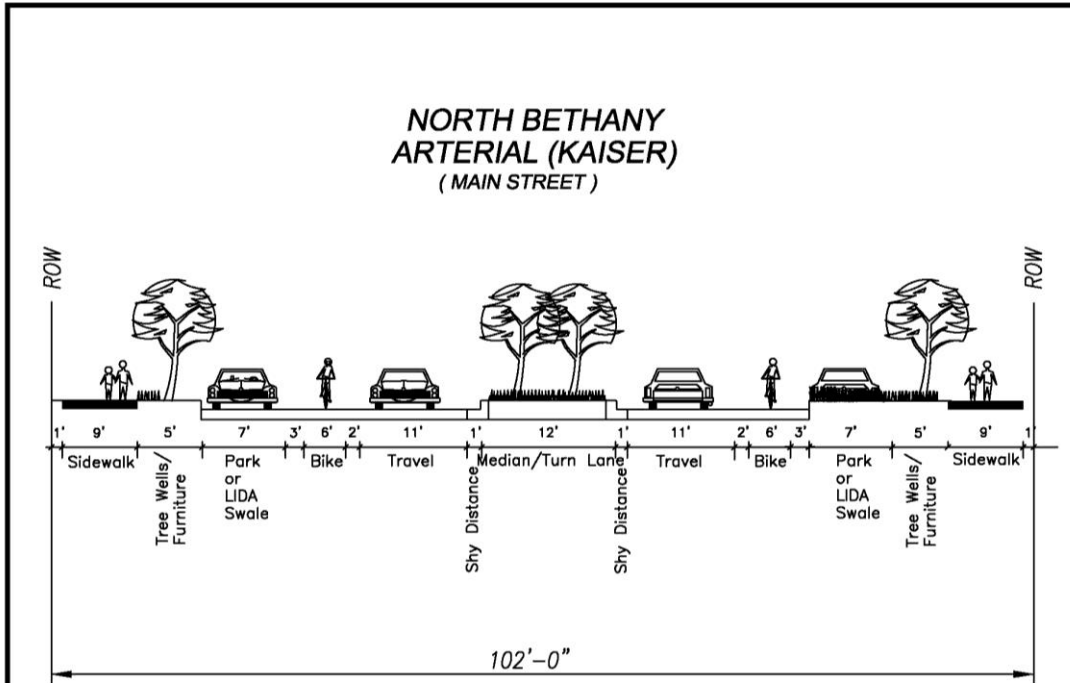 NORTH BETHANY
ARTERIAL (KAISER)
( MAIN STREET )
ROW
ROW
1' 9' 5' 7' 3' 6' 2' 11' 1' 12' 1' 11' 2' 6' 3' 7' 5' 9' 1'
Sidewalk
Tree Wells/
Furniture
Park
or
LIDA
Swale
Bike
Travel
Shy Distance
Median/Turn Lane
Shy Distance
Travel
Bike
Park
or
LIDA
Swale
Tree Wells/
Furniture
Sidewalk
102'-0"